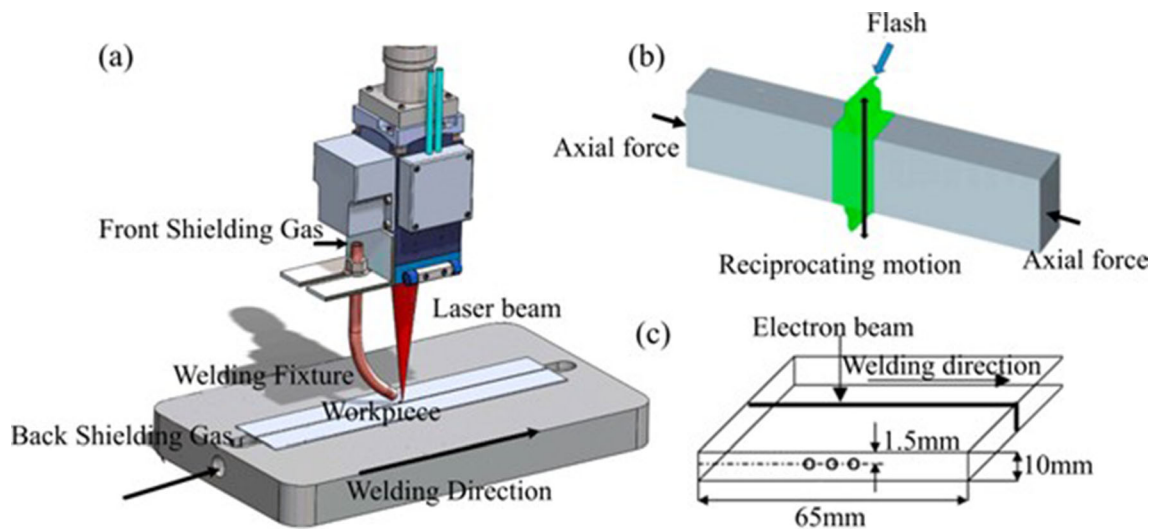 (a)
Front Shielding Gas
Laser beam
Welding Fixture
Workpiece
Back Shielding Gas
Welding Direction
(b)
Flash
Axial force
Reciprocating motion
Axial force
(c)
Electron beam
Welding direction
1.5mm
10mm
65mm